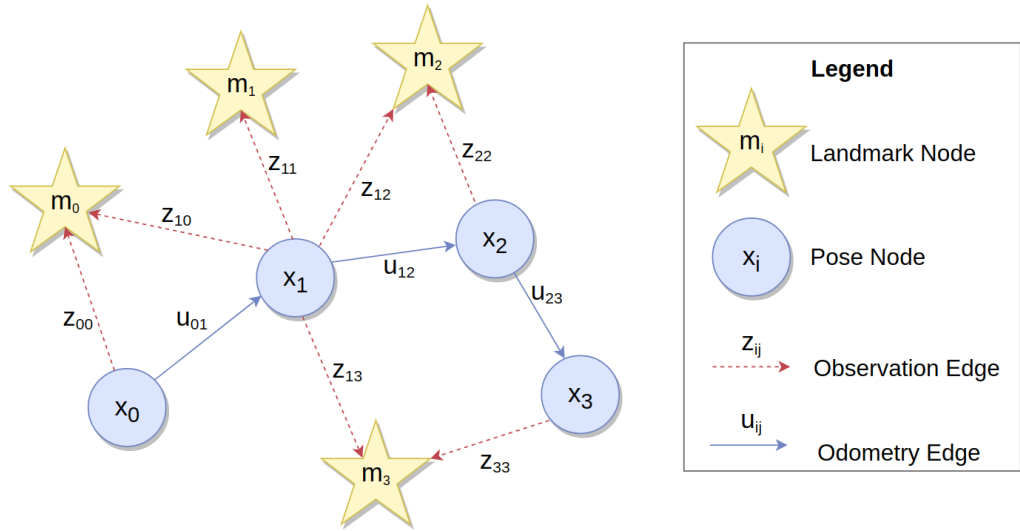 m₂
m₁
z₁₁
z₂₂
z₁₂
m₀
z₁₀
x₂
x₁
u₁₂
u₂₃
z₀₀
u₀₁
z₁₃
x₃
x₀
z₃₃
m₃
Legend
mᵢ
Landmark Node
xᵢ
Pose Node
zᵢⱼ
Observation Edge
uᵢⱼ
Odometry Edge